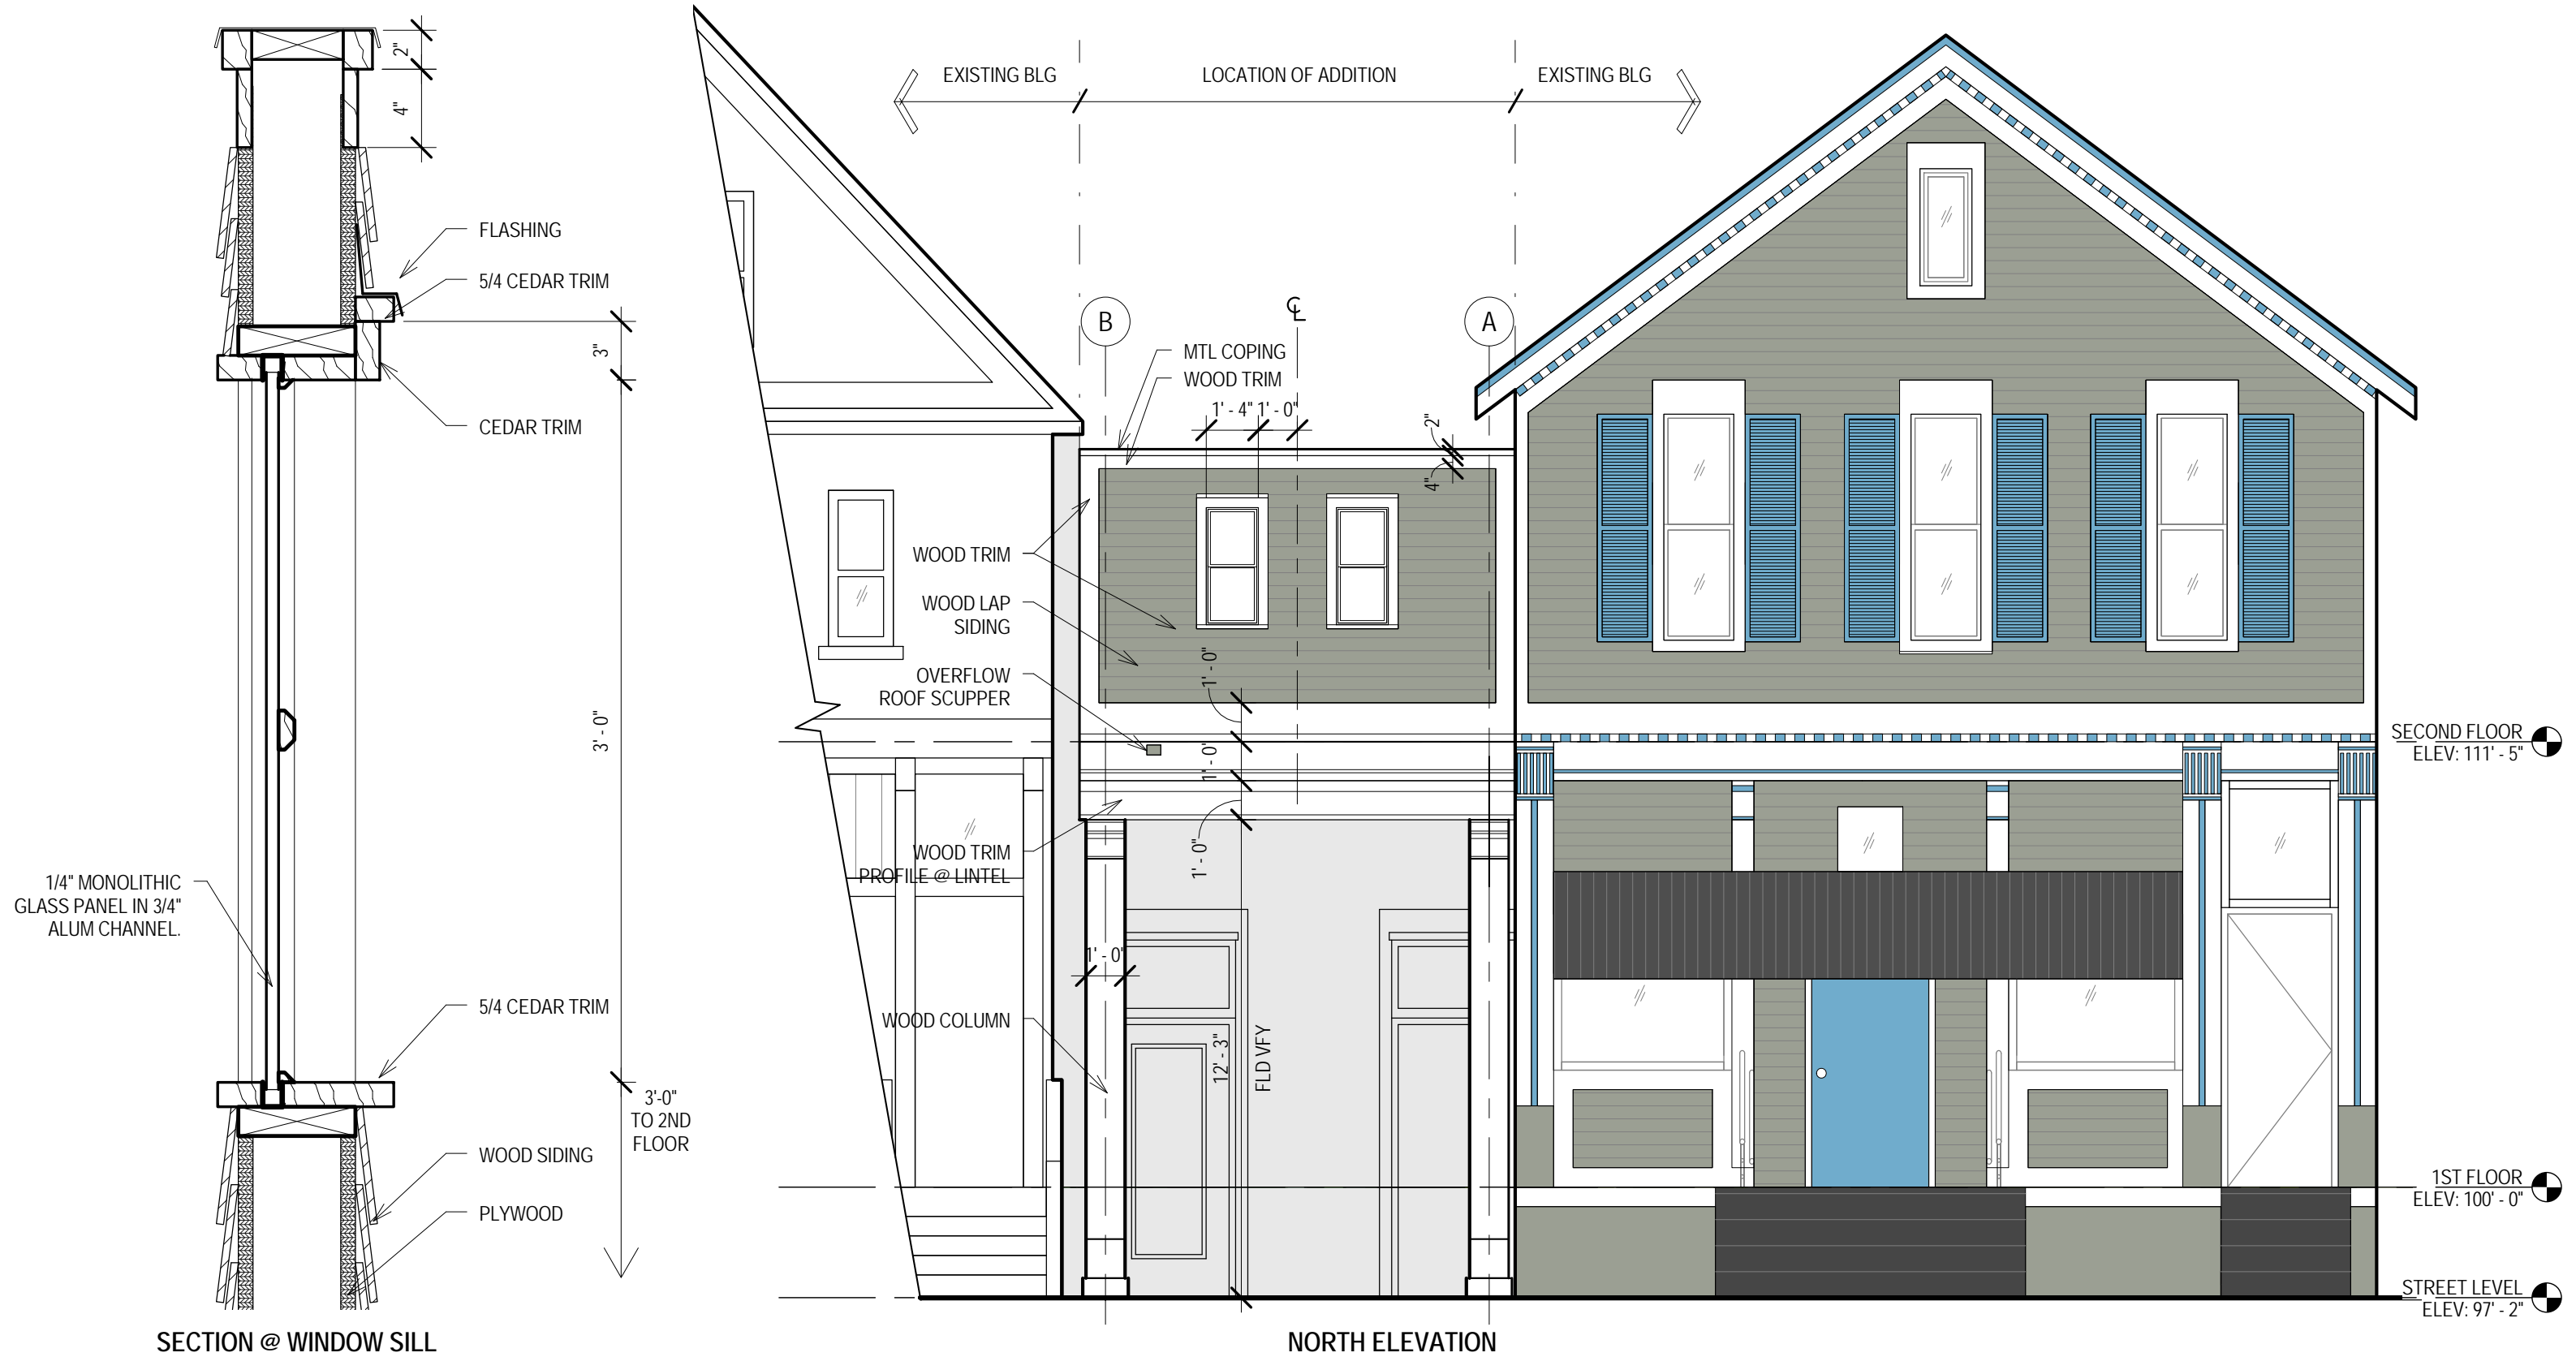 2"
4"
FLASHING
5/4 CEDAR TRIM
3"
CEDAR TRIM
3' - 0"
1/4" MONOLITHIC
GLASS PANEL IN 3/4"
ALUM CHANNEL.
5/4 CEDAR TRIM
3'-0"
TO 2ND
FLOOR
WOOD SIDING
PLYWOOD
SECTION @ WINDOW SILL
EXISTING BLG
LOCATION OF ADDITION
EXISTING BLG
B
℄
A
MTL COPING
WOOD TRIM
1' - 4"
1' - 0"
2"
4"
WOOD TRIM
WOOD LAP
SIDING
1' - 0"
OVERFLOW
ROOF SCUPPER
1' - 0"
WOOD TRIM
PROFILE @ LINTEL
1' - 0"
1' - 0"
WOOD COLUMN
12' - 3"
FLD VFY
SECOND FLOOR
ELEV: 111' - 5"
1ST FLOOR
ELEV: 100' - 0"
STREET LEVEL
ELEV: 97' - 2"
NORTH ELEVATION